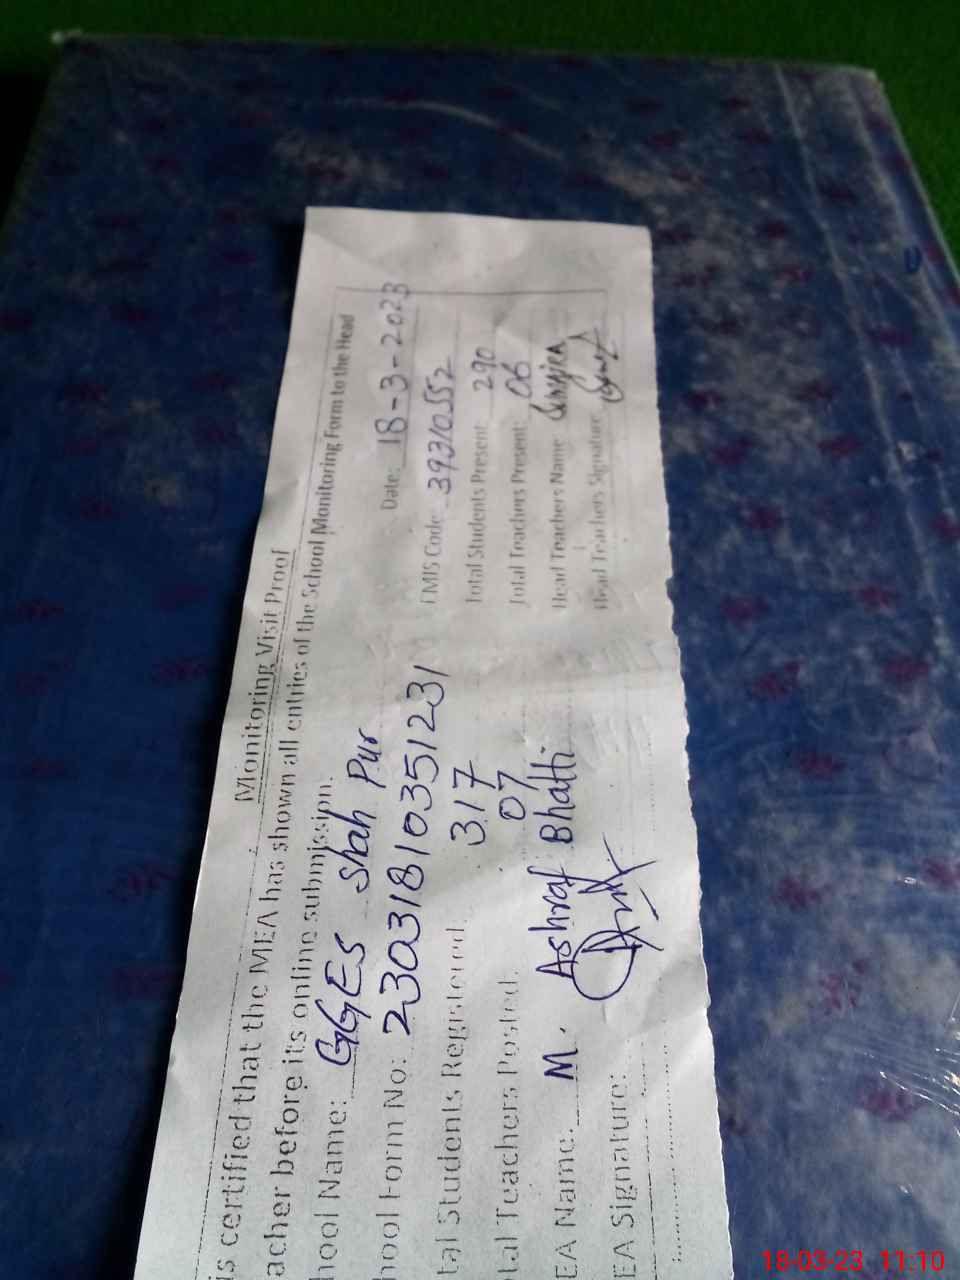 Monitoring Visit Proof
is certified that the MEA has shown all entries of the School Monitoring Form to the Head
acher before its online submission.
hool Name: GGES Shah Pur Date: 18-3-2023
hool Form No: 23031810351231 EMIS Code 39310552
tal Students Registered 317 Total Students Present: 290
tal Teachers Posted: 07 Total Teachers Present: 06
EA Name: M. Ashraf Bhatti Head Teachers Name
EA Signature: Head Teachers Signature
18-03-23 11:10